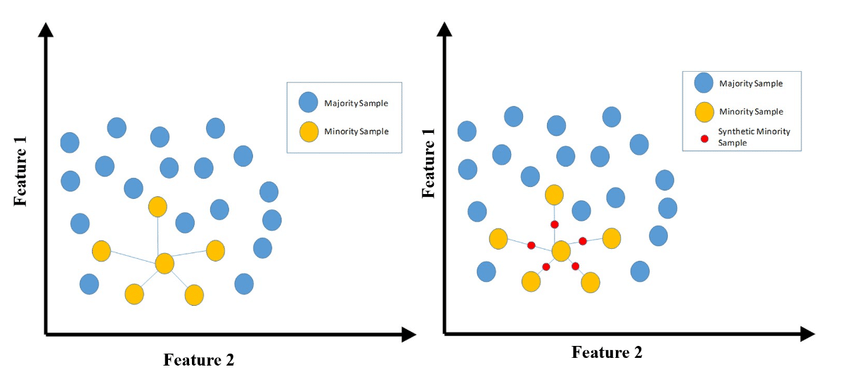 Majority Sample
Minority Sample
Feature 1
Feature 2
Majority Sample
Minority Sample
Synthetic Minority
Sample
Feature 1
Feature 2